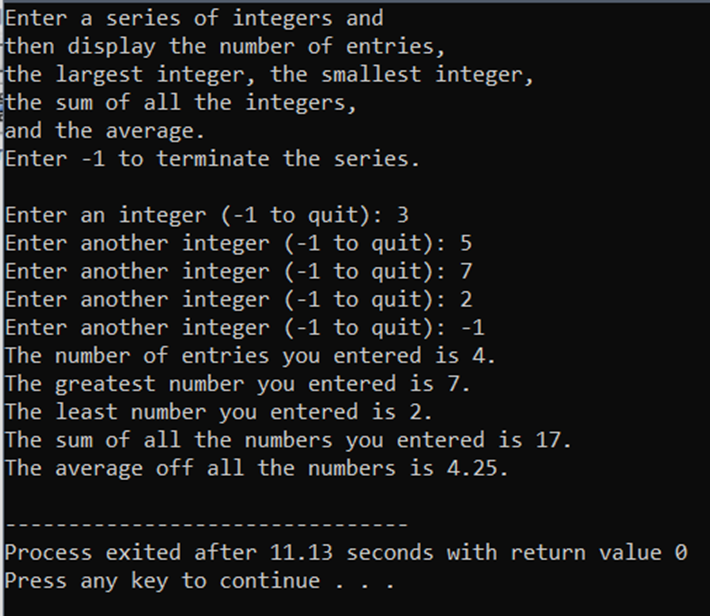 Enter a series of integers and
then display the number of entries,
the largest integer, the smallest integer,
the sum of all the integers,
and the average.
Enter -1 to terminate the series.
Enter an integer (-1 to quit): 3
Enter another integer (-1 to quit): 5
Enter another integer (-1 to quit): 7
Enter another integer (-1 to quit): 2
Enter another integer (-1 to quit): -1
The number of entries you entered is 4.
The greatest number you entered is 7.
The least number you entered is 2.
The sum of all the numbers you entered is 17.
The average off all the numbers is 4.25.
--------------------------------
Process exited after 11.13 seconds with return value 0
Press any key to continue . . .